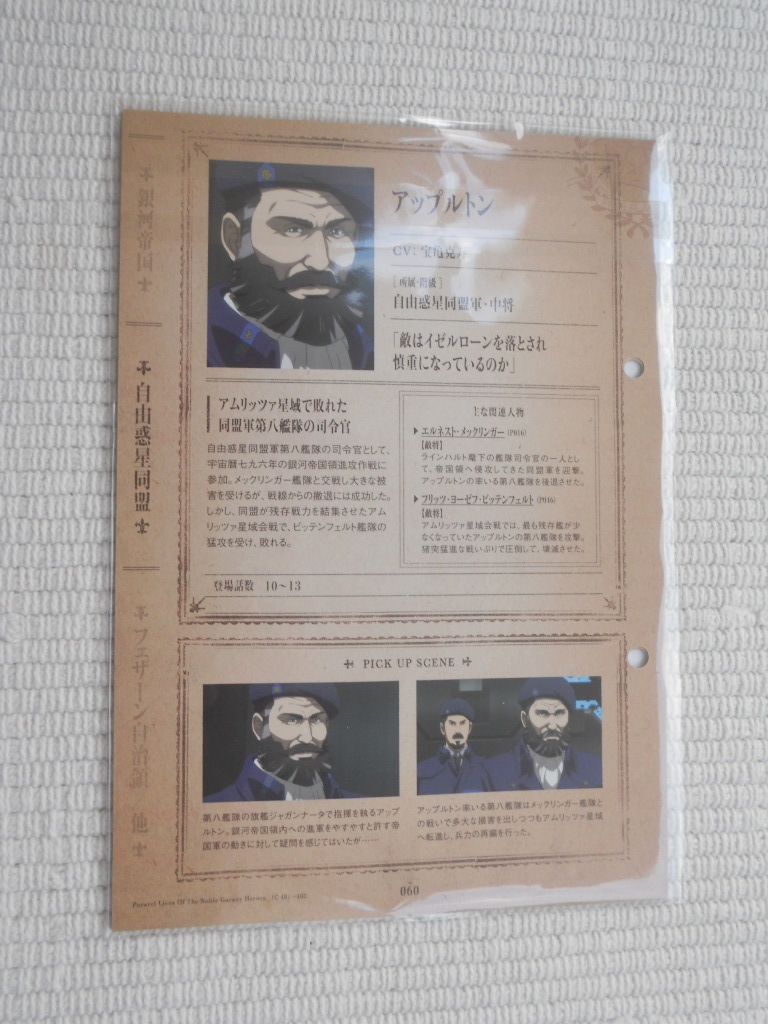 アップルトン
CV: 宝亀克寿
[所属・階級]
自由惑星同盟軍・中将
「敵はイゼルローンを落とされ
慎重になっているのか」
アムリッツァ星域で敗れた
同盟軍第八艦隊の司令官
自由惑星同盟軍第八艦隊の司令官として、
宇宙暦七九六年の銀河帝国領進攻作戦に
参加。メックリンガー艦隊と交戦し大きな被
害を受けるが、戦線からの撤退には成功した。
しかし、同盟が残存戦力を結集させたアム
リッツァ星域会戦で、ビッテンフェルト艦隊の
猛攻を受け、敗れる。
主な関連人物
▶エルネスト・メックリンガー (P016)
【敵将】
ラインハルト麾下の艦隊司令官の一人とし
て、帝国領へ侵攻してきた同盟軍を迎撃。
アップルトンの率いる第八艦隊を後退させた。
▶フリッツ・ヨーゼフ・ビッテンフェルト (P016)
【敵将】
アムリッツァ星域会戦では、最も残存艦が少
なくなっていたアップルトンの第八艦隊を攻撃。
猪突猛進な戦いぶりで圧倒して、壊滅させた。
登場話数 10～13
PICK UP SCENE
第八艦隊の旗艦ジャガンナータで指揮を執るアップ
ルトン。銀河帝国領内への進軍をやすやすと許す帝
国軍の動きに対して疑問を感じてはいたが……
アップルトン率いる第八艦隊はメックリンガー艦隊と
の戦いで多大な損害を出しつつもアムリッツァ星域
へ転進し、兵力の再編を行った。
銀河帝国
自由惑星同盟
フェザーン自治領 他
060